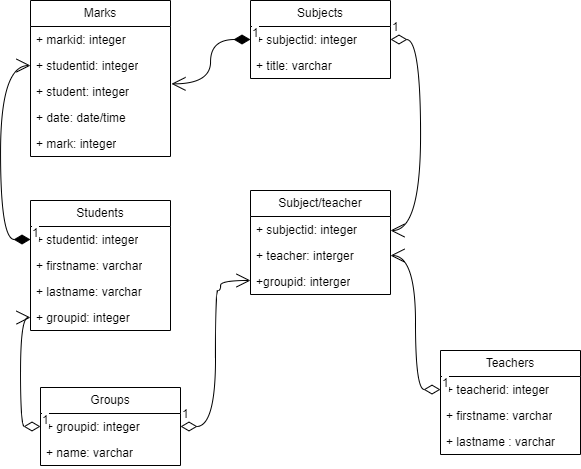 Marks
+ markid: integer
+ studentid: integer
+ student: integer
+ date: date/time
+ mark: integer
Subjects
1
1
+ subjectid: integer
+ title: varchar
Students
1
+ studentid: integer
+ firstname: varchar
+ lastname: varchar
+ groupid: integer
Subject/teacher
+ subjectid: integer
+ teacher: interger
+groupid: interger
Groups
1
1
+ groupid: integer
+ name: varchar
Teachers
1
+ teacherid: integer
+ firstname: varchar
+ lastname : varchar